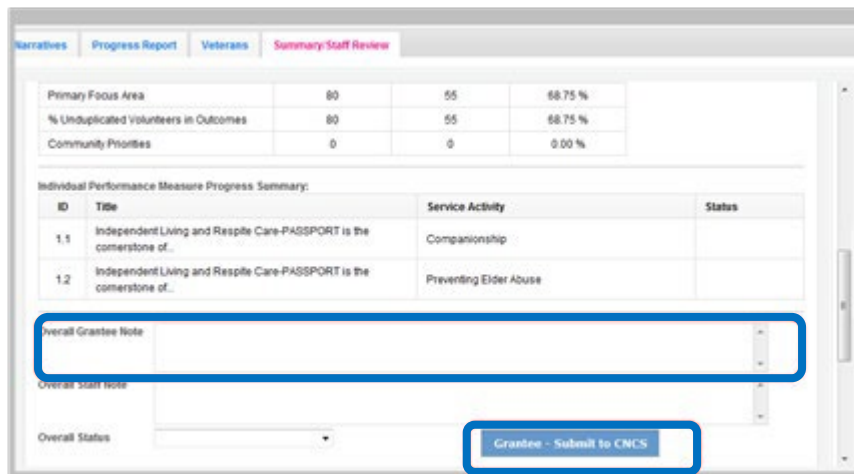 Narratives Progress Report Veterans Summary/Staff Review
Primary Focus Area 80 55 68.75 %
% Unduplicated Volunteers in Outcomes 80 55 68.75 %
Community Priorities 0 0 0.00 %
Individual Performance Measure Progress Summary:
ID Title Service Activity Status
1.1 Independent Living and Respite Care-PASSPORT is the cornerstone of.. Companionship
1.2 Independent Living and Respite Care-PASSPORT is the cornerstone of.. Preventing Elder Abuse
Overall Grantee Note
Overall Staff Note
Overall Status
Grantee - Submit to CNCS